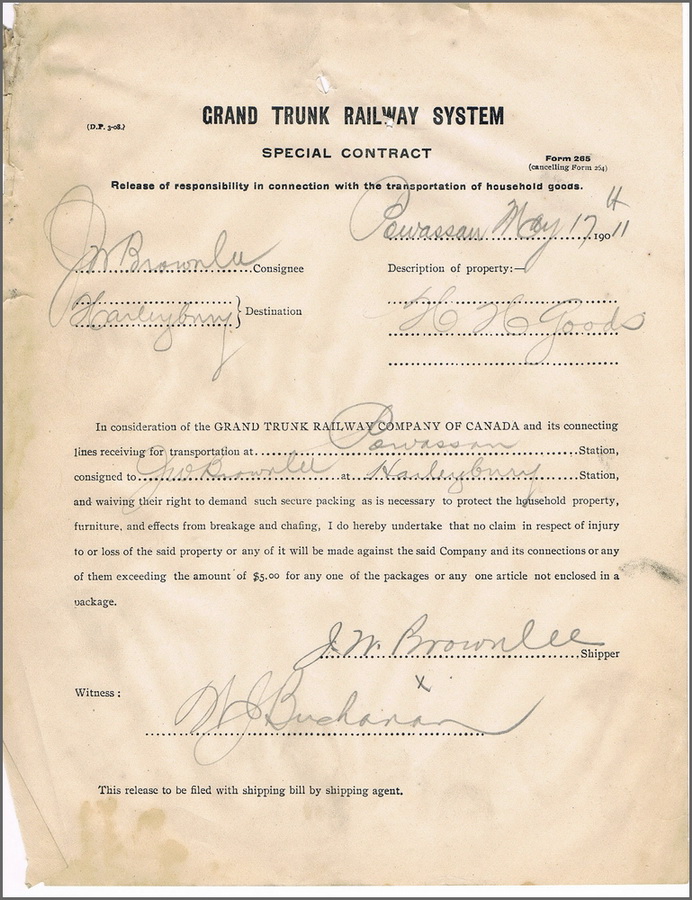 GRAND TRUNK RAILWAY SYSTEM
(D.P. 3-08.)
SPECIAL CONTRACT
Form 265
(cancelling Form 264)
Release of responsibility in connection with the transportation of household goods.
Powassan May 17 190 11
J W Brownlee Consignee
Description of property:—
Haileybury } Destination
H H Goods
In consideration of the GRAND TRUNK RAILWAY COMPANY OF CANADA and its connecting
lines receiving for transportation at Powassan Station,
consigned to J W Brownlee at Haileybury Station,
and waiving their right to demand such secure packing as is necessary to protect the household property,
furniture, and effects from breakage and chafing, I do hereby undertake that no claim in respect of injury
to or loss of the said property or any of it will be made against the said Company and its connections or any
of them exceeding the amount of $5.00 for any one of the packages or any one article not enclosed in a
package.
J. W. Brownlee Shipper
x
Witness :
W J Buchanan
This release to be filed with shipping bill by shipping agent.